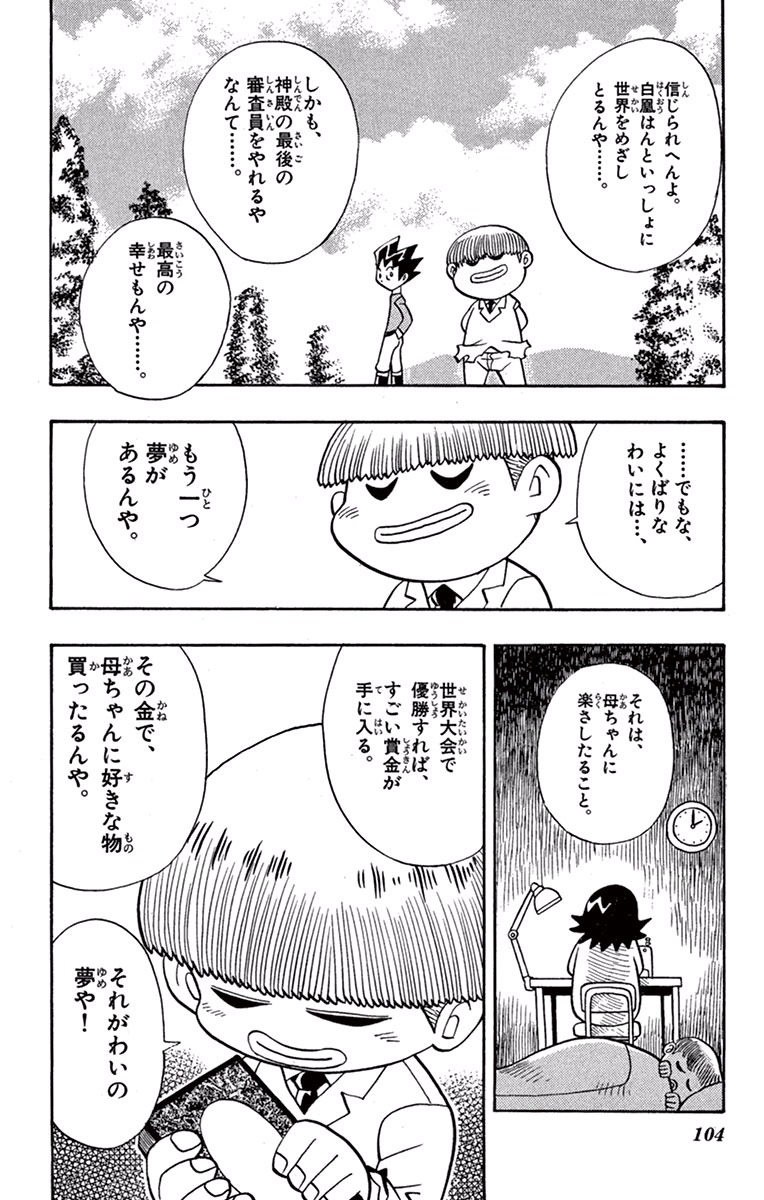 信じられへんよ。
白凰はんといっしょに
世界をめざし
とるんや……。
しかも、
神殿の最後の
審査員をやれるや
なんて……。
最高の
幸せもんや……。
……でもな、
よくばりな
わいには…、
もう一つ
夢が
あるんや。
それは、
母ちゃんに
楽さしたること。
世界大会で
優勝すれば、
すごい賞金が
手に入る。
その金で、
母ちゃんに好きな物
買ったるんや。
それがわいの
夢や!
104